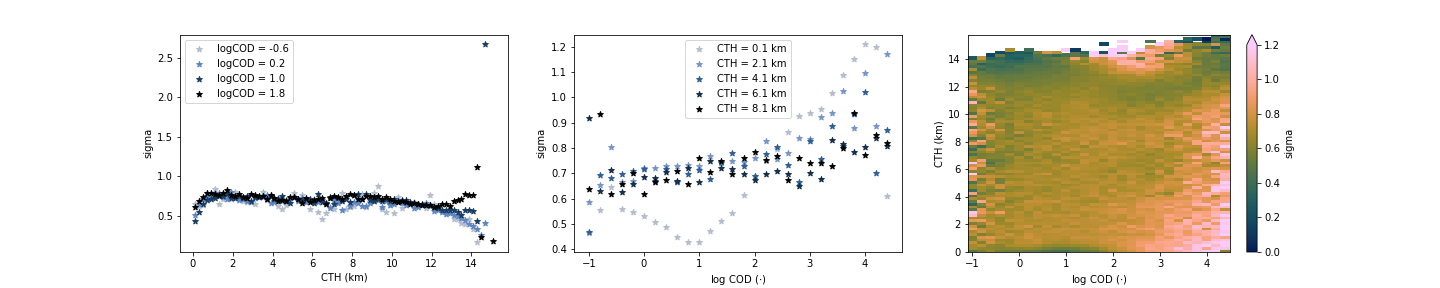 2.5
2.0
1.5
1.0
0.5
sigma
logCOD = -0.6
logCOD = 0.2
logCOD = 1.0
logCOD = 1.8
0 2 4 6 8 10 12 14
CTH (km)
1.2
1.1
1.0
0.9
0.8
0.7
0.6
0.5
0.4
sigma
CTH = 0.1 km
CTH = 2.1 km
CTH = 4.1 km
CTH = 6.1 km
CTH = 8.1 km
−1 0 1 2 3 4
log COD (·)
14
12
10
8
6
4
2
0
CTH (km)
−1 0 1 2 3 4
log COD (·)
1.2
1.0
0.8
0.6
0.4
0.2
0.0
sigma